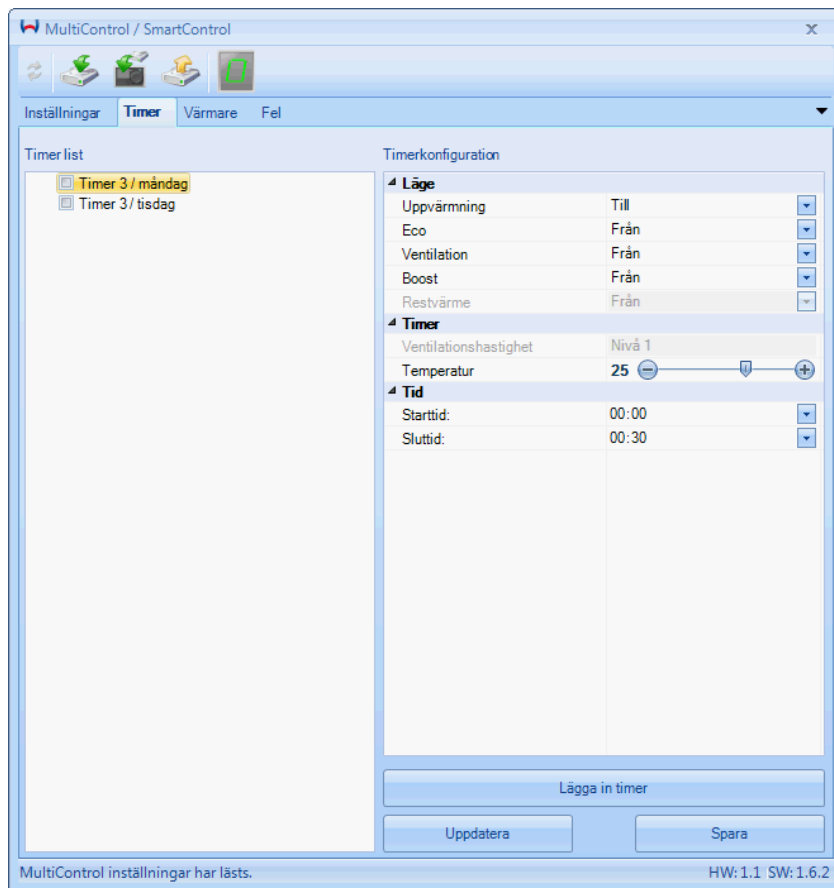 MultiControl / SmartControl
Inställningar Timer Värmare Fel
Timer list
Timer 3 / måndag
Timer 3 / tisdag
Timerkonfiguration
Läge
Uppvärmning Till
Eco Från
Ventilation Från
Boost Från
Restvärme Från
Timer
Ventilationshastighet Nivå 1
Temperatur 25
Tid
Starttid: 00:00
Sluttid: 00:30
Lägga in timer
Uppdatera Spara
MultiControl inställningar har lästs. HW: 1.1 SW: 1.6.2